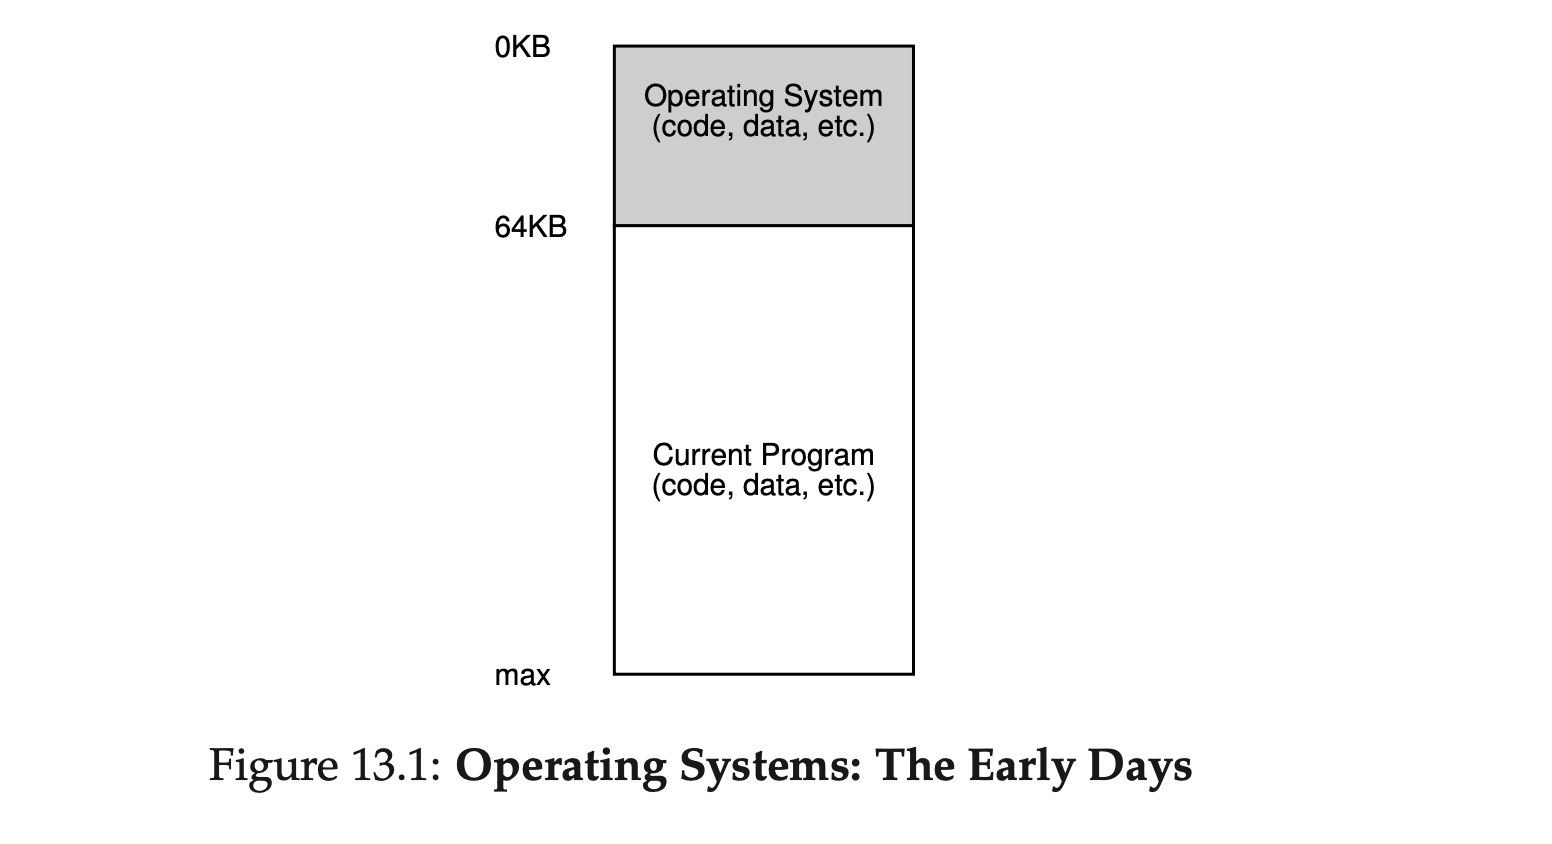 0KB
Operating System
(code, data, etc.)
64KB
Current Program
(code, data, etc.)
max
Figure 13.1: Operating Systems: The Early Days